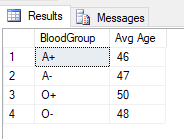 Results Messages
BloodGroup Avg Age
1 A+ 46
2 A- 47
3 O+ 50
4 O- 48